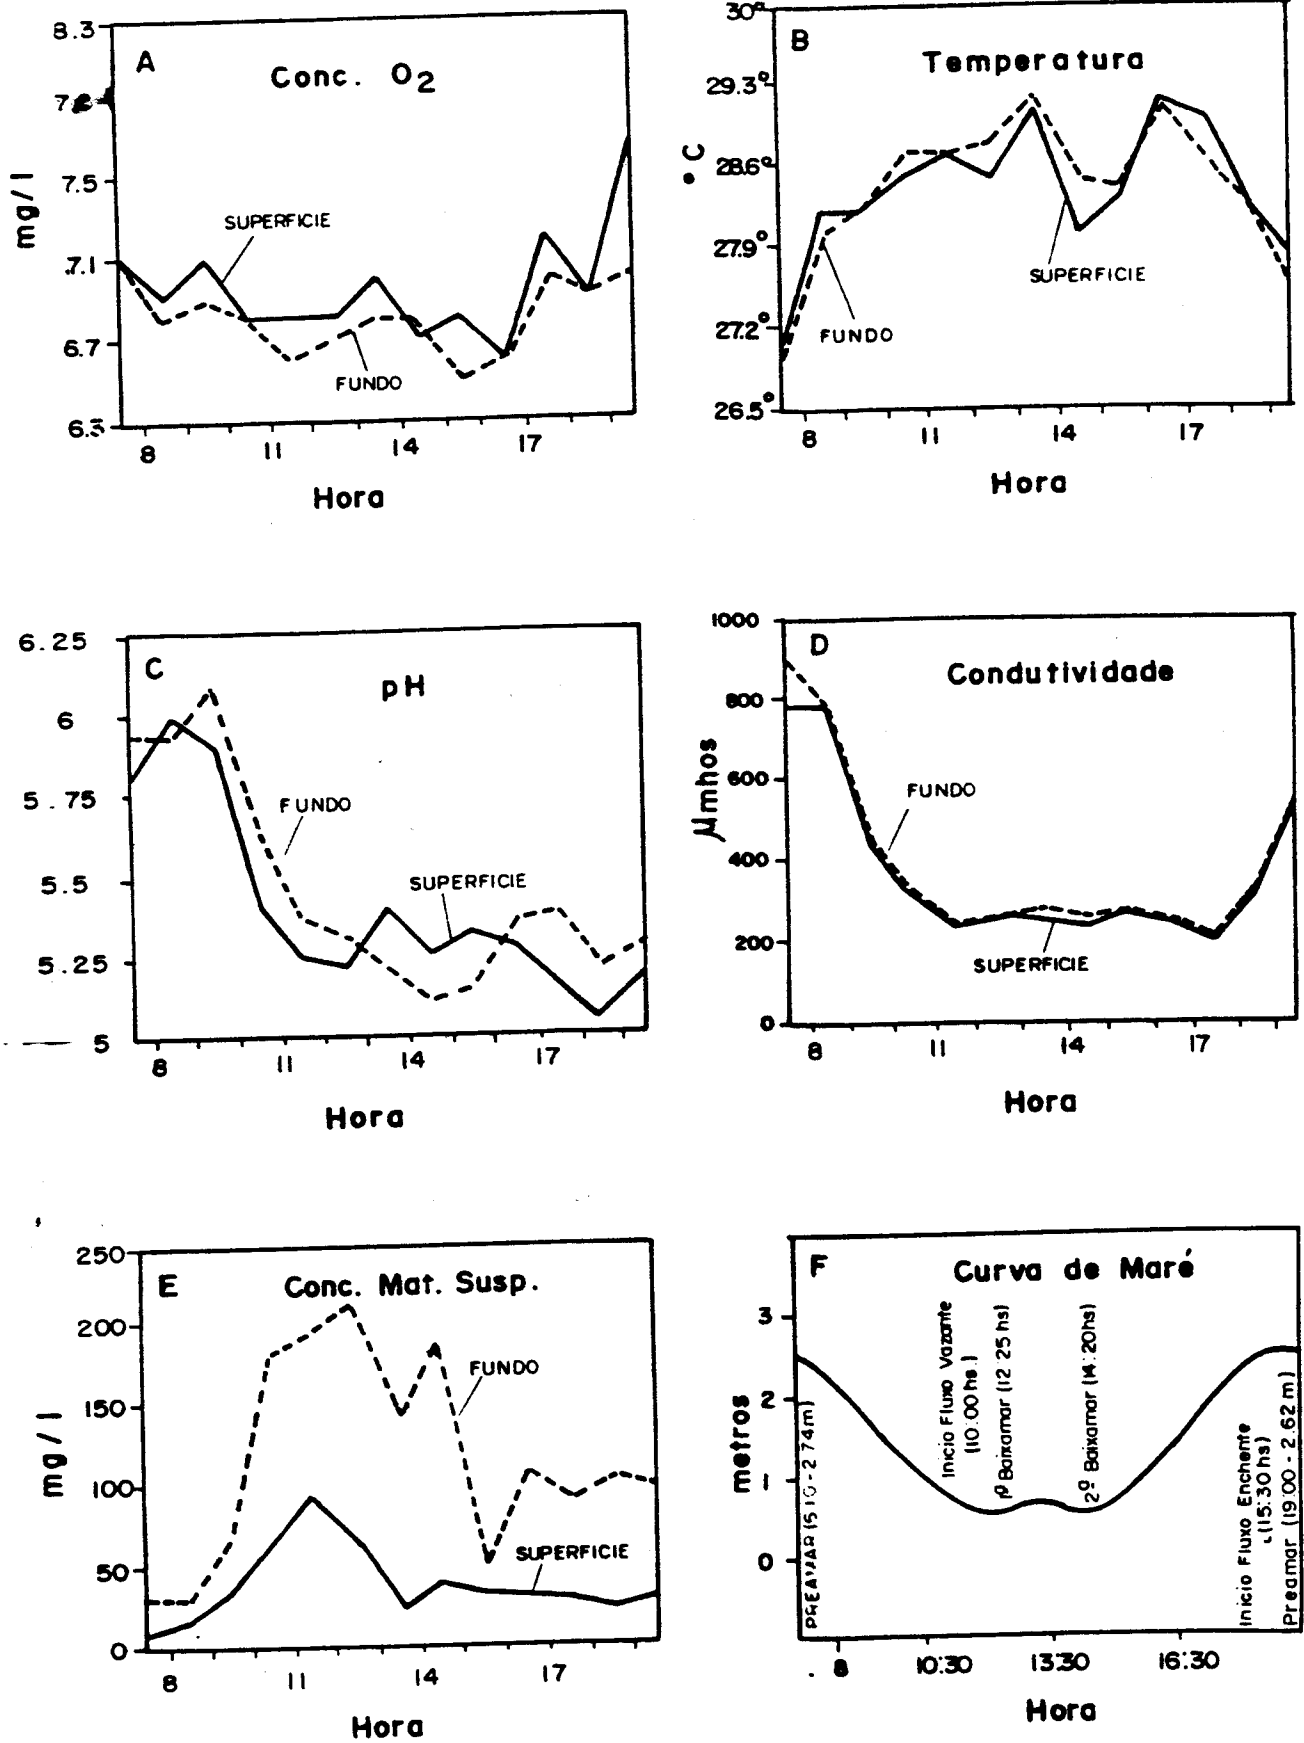 A
Conc. O2
mg/l
8.3
7.5
7.1
6.7
6.3
SUPERFICIE
FUNDO
8 11 14 17
Hora
B
Temperatura
°C
30°
29.3°
28.6°
27.9°
27.2°
26.5°
SUPERFICIE
FUNDO
8 11 14 17
Hora
C
pH
6.25
6
5.75
5.5
5.25
5
FUNDO
SUPERFICIE
8 11 14 17
Hora
D
Condutividade
µmhos
1000
800
600
400
200
0
FUNDO
SUPERFICIE
8 11 14 17
Hora
E
Conc. Mat. Susp.
mg/l
250
200
150
100
50
0
FUNDO
SUPERFICIE
8 11 14 17
Hora
F
Curva de Maré
metros
3
2
1
0
PREAMAR
2.74m)
Inicio Fluxo Vazante
(10:00 hs.)
Baixamar (12:25 hs)
2º Baixamar (14:20hs)
Inicio Fluxo Enchente
(15:30 hs)
Preamar (19:00 - 2.62 m)
8 10:30 13:30 16:30
Hora